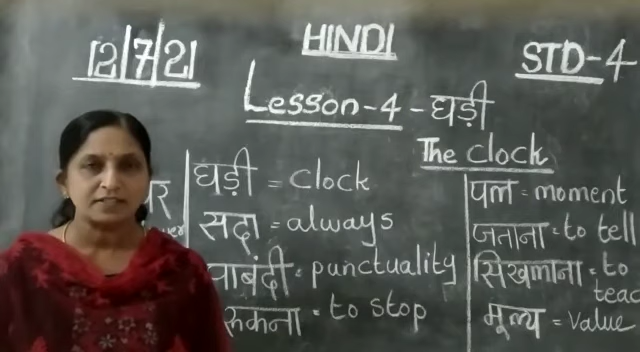 12/7/21
HINDI
STD-4
Lesson-4-घड़ी
The clock
घड़ी = clock
सदा = always
पाबंदी = punctuality
रुकना = to stop
पल = moment
जताना = to tell
सिखलाना = to
मूल्य = value